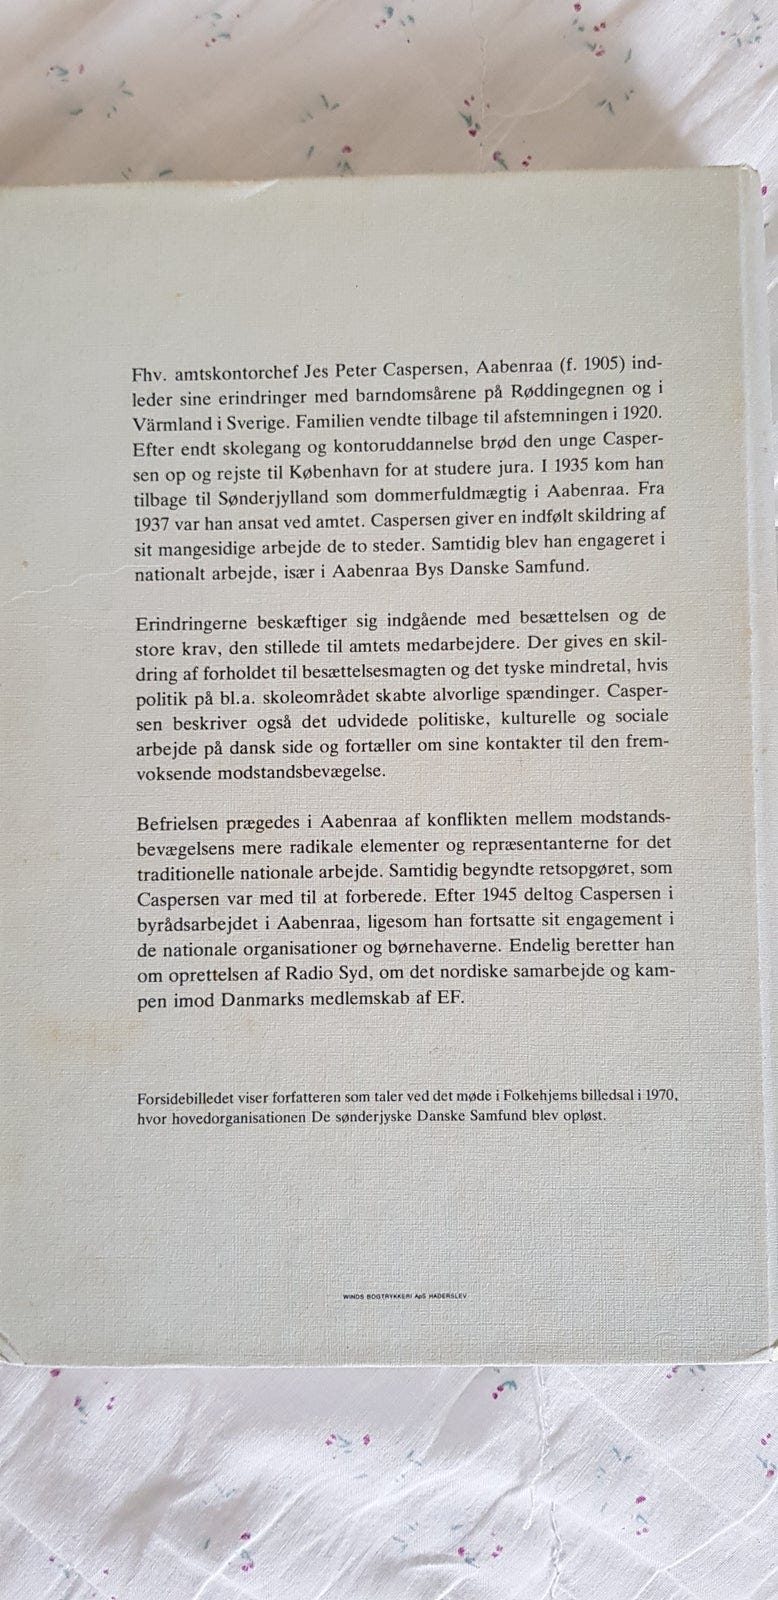 Fhv. amtskontorchef Jes Peter Caspersen, Aabenraa (f. 1905) ind-
leder sine erindringer med barndomsårene på Røddingegnen og i
Värmland i Sverige. Familien vendte tilbage til afstemningen i 1920.
Efter endt skolegang og kontoruddannelse brød den unge Casper-
sen op og rejste til København for at studere jura. I 1935 kom han
tilbage til Sønderjylland som dommerfuldmægtig i Aabenraa. Fra
1937 var han ansat ved amtet. Caspersen giver en indfølt skildring af
sit mangesidige arbejde de to steder. Samtidig blev han engageret i
nationalt arbejde, især i Aabenraa Bys Danske Samfund.
Erindringerne beskæftiger sig indgående med besættelsen og de
store krav, den stillede til amtets medarbejdere. Der gives en skil-
dring af forholdet til besættelsesmagten og det tyske mindretal, hvis
politik på bl.a. skoleområdet skabte alvorlige spændinger. Casper-
sen beskriver også det udvidede politiske, kulturelle og sociale
arbejde på dansk side og fortæller om sine kontakter til den frem-
voksende modstandsbevægelse.
Befrielsen prægedes i Aabenraa af konflikten mellem modstands-
bevægelsens mere radikale elementer og repræsentanterne for det
traditionelle nationale arbejde. Samtidig begyndte retsopgøret, som
Caspersen var med til at forberede. Efter 1945 deltog Caspersen i
byrådsarbejdet i Aabenraa, ligesom han fortsatte sit engagement i
de nationale organisationer og børnehaverne. Endelig beretter han
om oprettelsen af Radio Syd, om det nordiske samarbejde og kam-
pen imod Danmarks medlemskab af EF.
Forsidebilledet viser forfatteren som taler ved det møde i Folkehjems billedsal i 1970,
hvor hovedorganisationen De sønderjyske Danske Samfund blev opløst.
WINDS BOGTRYKKERI ApS HADERSLEV